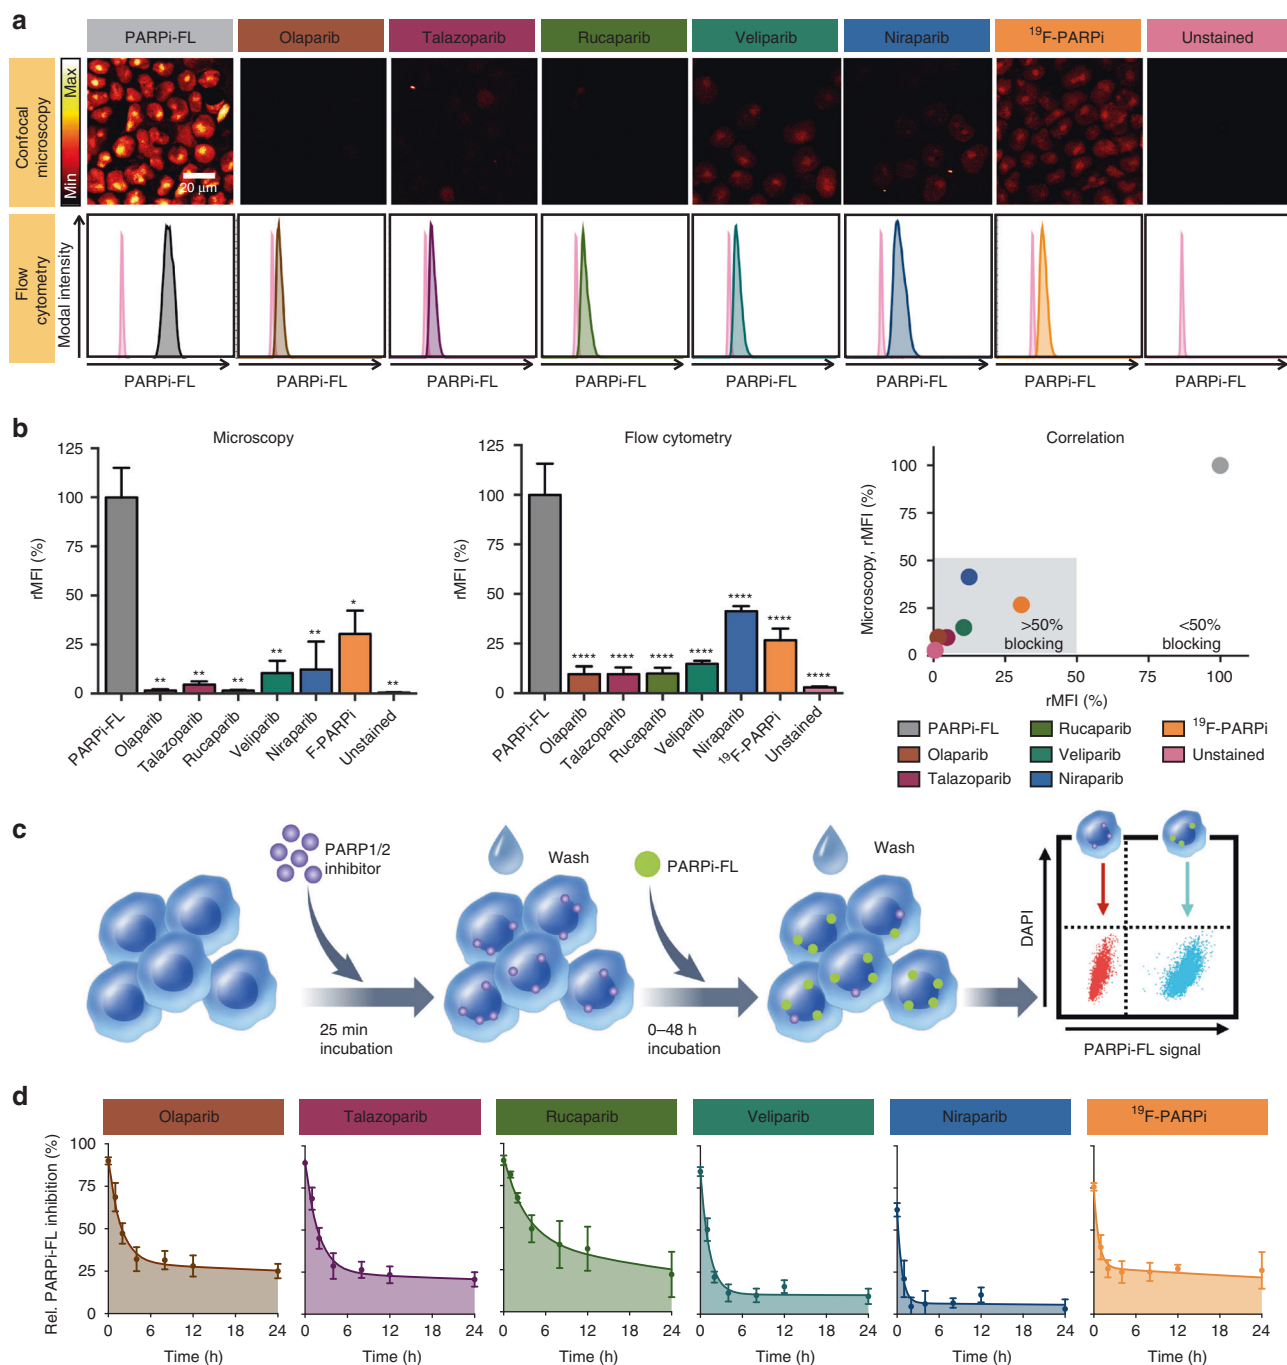 a
PARPi-FL
Olaparib
Talazoparib
Rucaparib
Veliparib
Niraparib
¹⁹F-PARPi
Unstained
Confocal microscopy
Max
Min
20 µm
Flow cytometry
Modal intensity
PARPi-FL
PARPi-FL
PARPi-FL
PARPi-FL
PARPi-FL
PARPi-FL
PARPi-FL
PARPi-FL
b
Microscopy
rMFI (%)
125
100
75
50
25
0
**
**
**
**
**
*
**
PARPi-FL
Olaparib
Talazoparib
Rucaparib
Veliparib
Niraparib
F-PARPi
Unstained
Flow cytometry
rMFI (%)
125
100
75
50
25
0
****
****
****
****
****
****
****
PARPi-FL
Olaparib
Talazoparib
Rucaparib
Veliparib
Niraparib
¹⁹F-PARPi
Unstained
Correlation
Microscopy, rMFI (%)
100
75
50
25
0
>50% blocking
<50% blocking
0
25
50
75
100
rMFI (%)
PARPi-FL
Rucaparib
¹⁹F-PARPi
Olaparib
Veliparib
Unstained
Talazoparib
Niraparib
c
PARP1/2
inhibitor
Wash
PARPi-FL
Wash
25 min
incubation
0–48 h
incubation
DAPI
PARPi-FL signal
d
Olaparib
Talazoparib
Rucaparib
Veliparib
Niraparib
¹⁹F-PARPi
Rel. PARPi-FL inhibition (%)
100
75
50
25
0
0 6 12 18 24
0 6 12 18 24
0 6 12 18 24
0 6 12 18 24
0 6 12 18 24
0 6 12 18 24
Time (h)
Time (h)
Time (h)
Time (h)
Time (h)
Time (h)